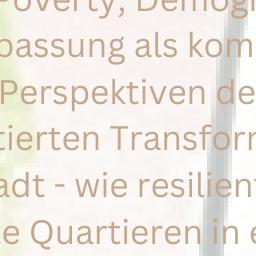 Poverty, Demogr
passung als kom
Perspektiven de
tierten Transforr
adt - wie resilient
e Quartieren in e